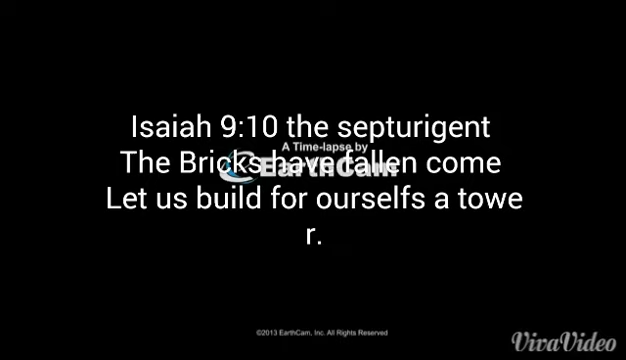 Isaiah 9:10 the septurigent
A Time-lapse by
The Bricks have fallen come
EarthCam
Let us build for ourselfs a towe
r.
©2013 EarthCam, Inc. All Rights Reserved
VivaVideo